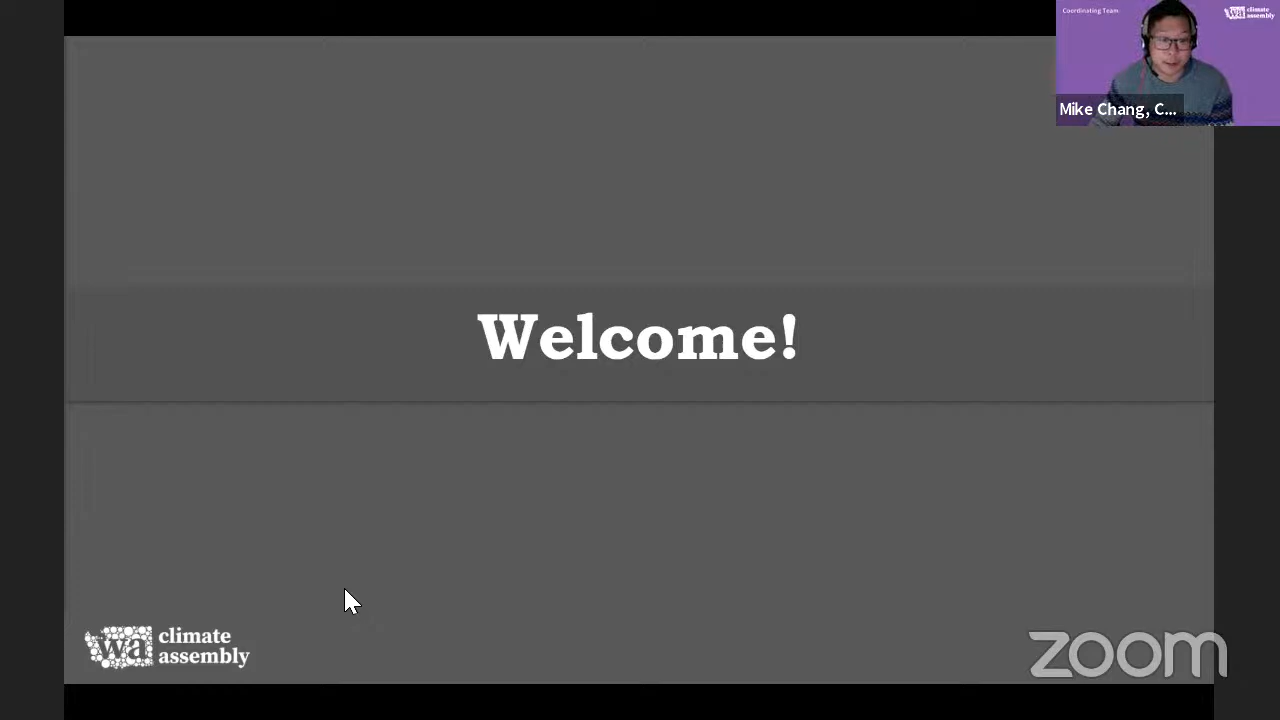 Coordinating Team
wa climate
assembly
Mike Chang, C...
Welcome!
wa climate
assembly
zoom